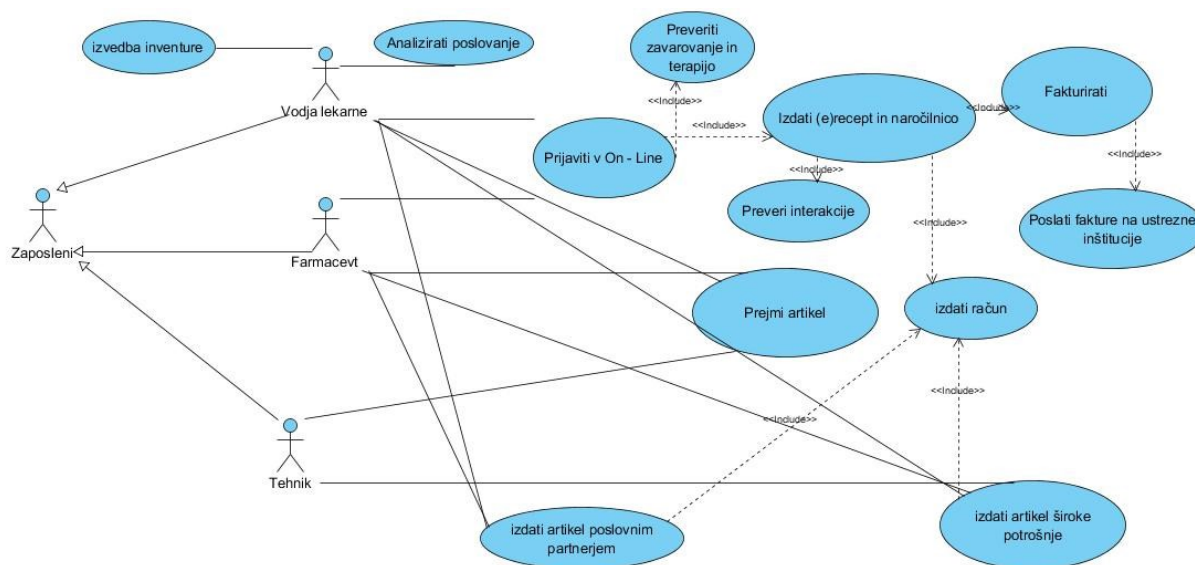 izvedba inventure
Analizirati poslovanje
Vodja lekarne
Preveriti
zavarovanje in
terapijo
<<Include>>
<<Include>>
Izdati (e)recept in naročilnico
<<Include>>
Fakturirati
Prijaviti v On - Line
<<Include>>
Preveri interakcije
<<Include>>
<<Include>>
Poslati fakture na ustrezne
inštitucije
Zaposleni
Farmacevt
Prejmi artikel
izdati račun
<<Include>>
<<Include>>
Tehnik
izdati artikel poslovnim
partnerjem
izdati artikel široke
potrošnje